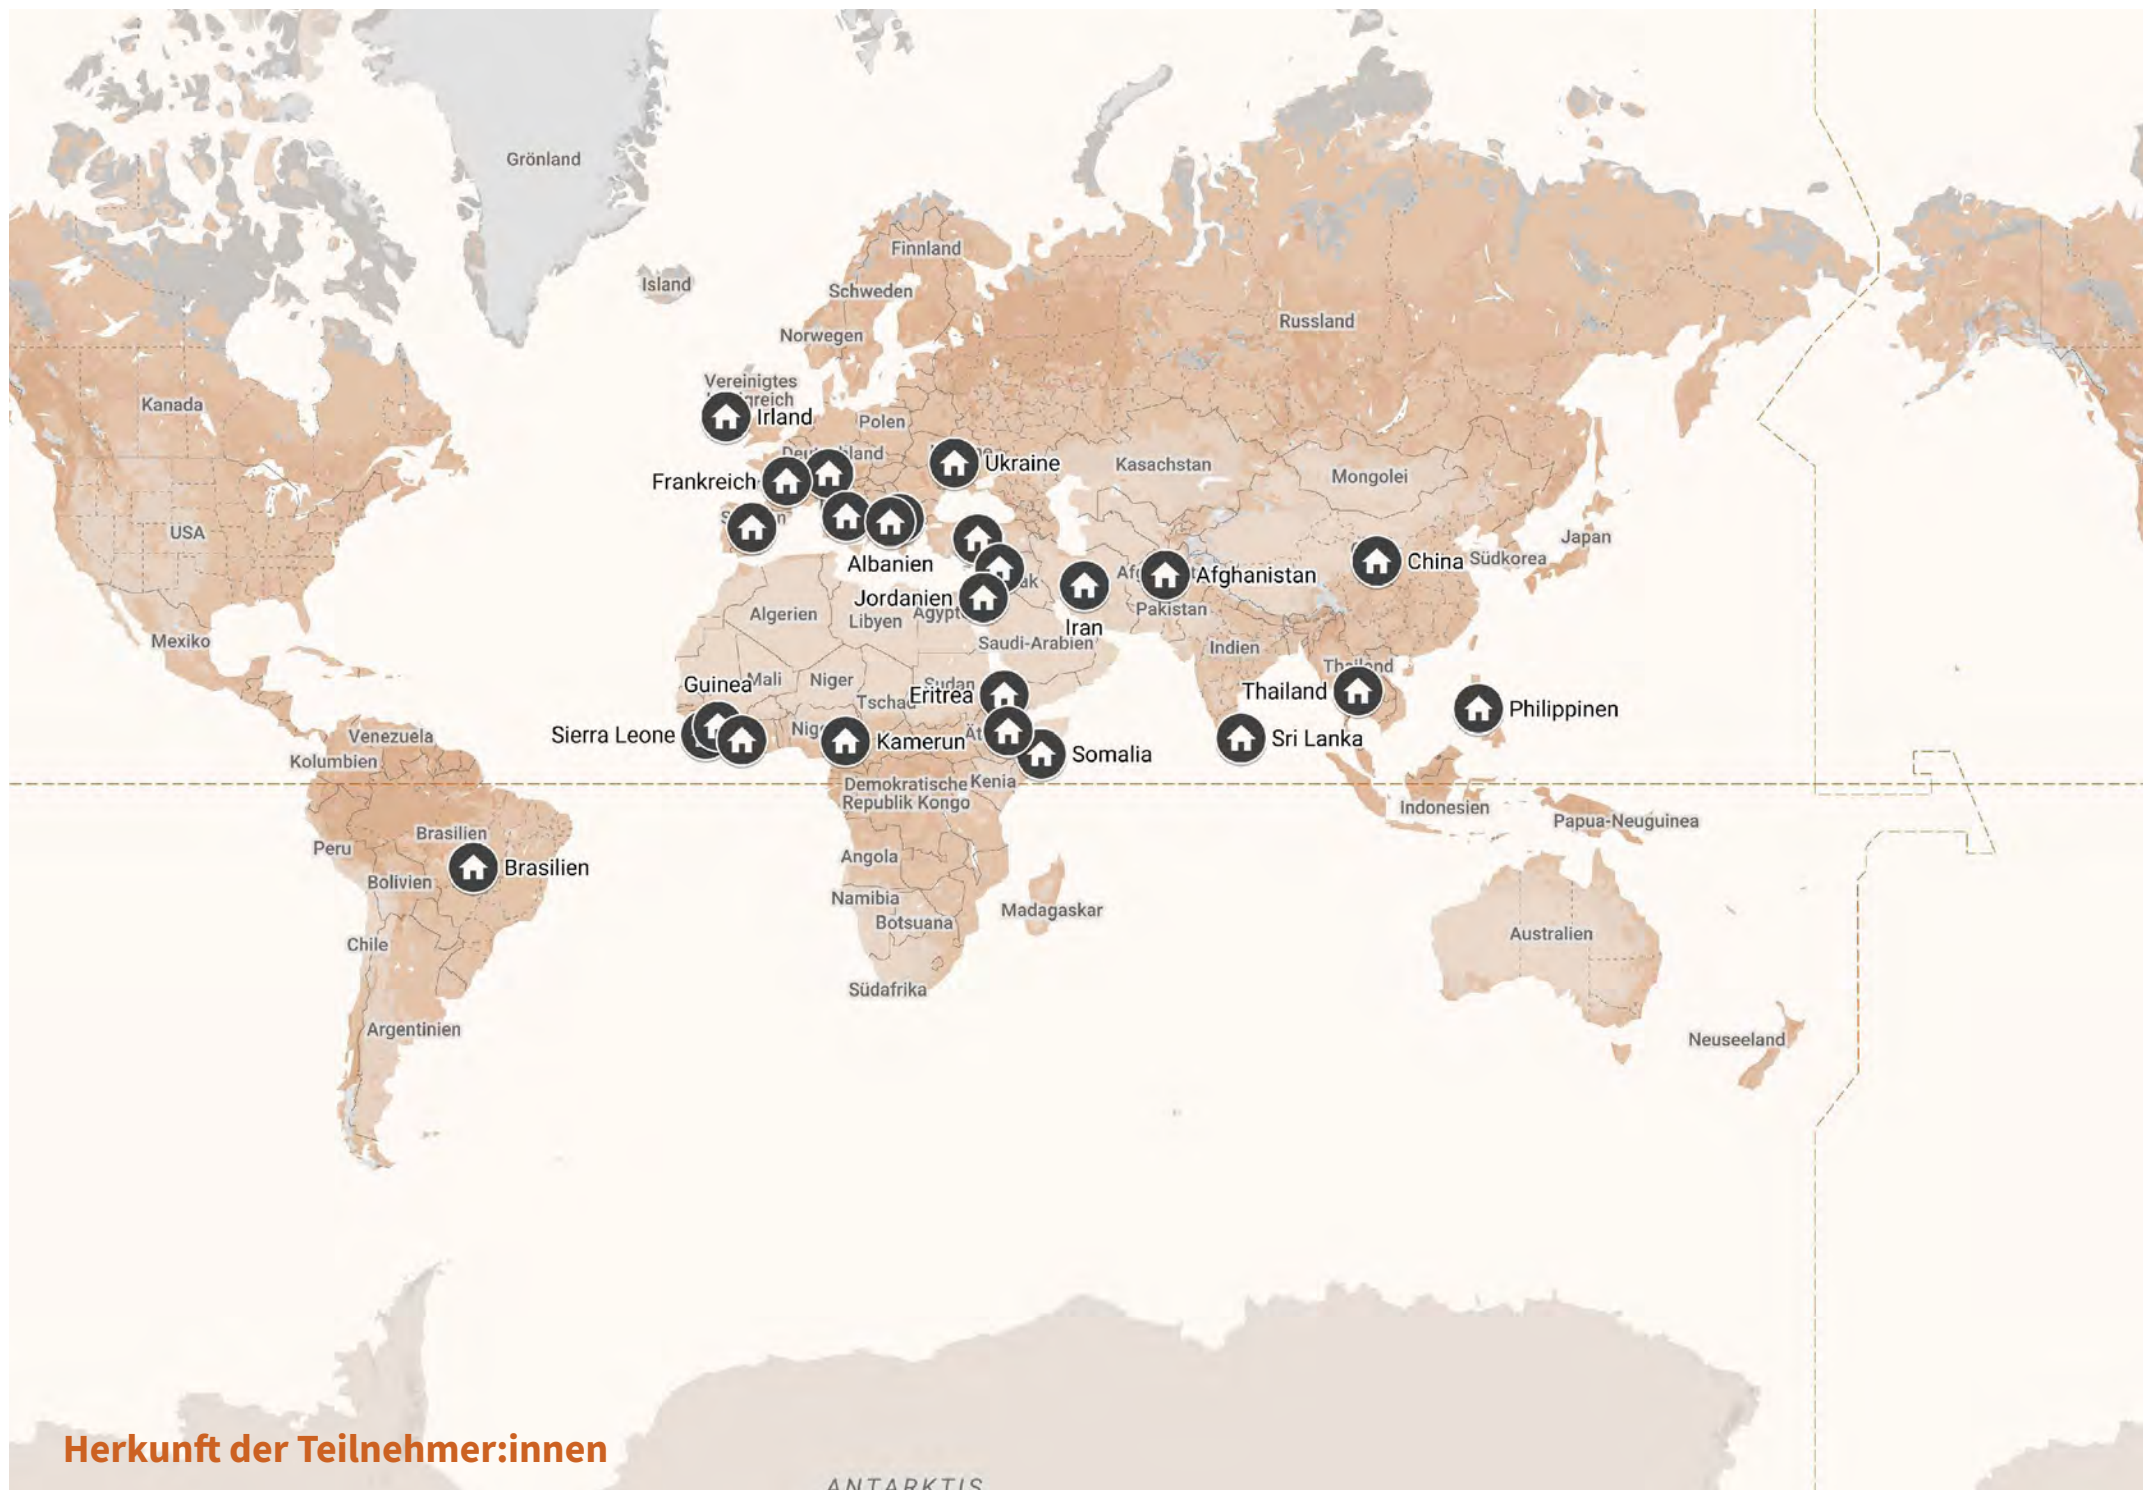 Grönland
Finnland
Island
Schweden
Russland
Norwegen
Vereinigtes
Kanada
Irland
Polen
Ukraine
Kasachstan
Mongolei
Frankreich
USA
Japan
Südkorea
China
Albanien
Afghanistan
Jordanien
Algerien
Libyen
Pakistan
Iran
Mexiko
Saudi-Arabien
Indien
Guinea
Mali
Niger
Sudan
Eritrea
Tschad
Thailand
Thailand
Philippinen
Sierra Leone
Venezuela
Kamerun
Somalia
Sri Lanka
Kolumbien
Demokratische
Republik Kongo
Kenia
Indonesien
Papua-Neuguinea
Brasilien
Peru
Brasilien
Bolivien
Angola
Namibia
Botsuana
Madagaskar
Chile
Australien
Südafrika
Argentinien
Neuseeland
Herkunft der Teilnehmer:innen
ANTARKTIS